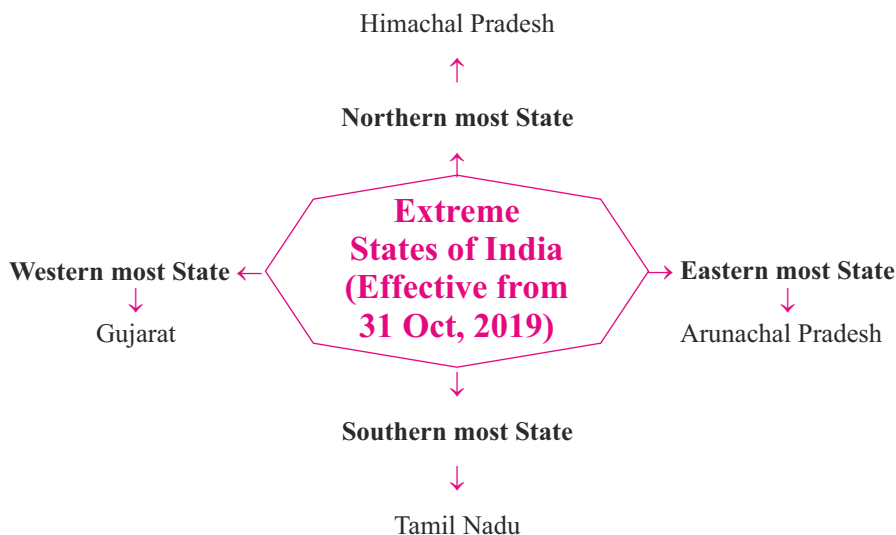 Himachal Pradesh
↑
Northern most State
↑
Extreme
States of India
(Effective from
31 Oct, 2019)
Western most State ←
↓
Gujarat
→ Eastern most State
↓
Arunachal Pradesh
↓
Southern most State
↓
Tamil Nadu